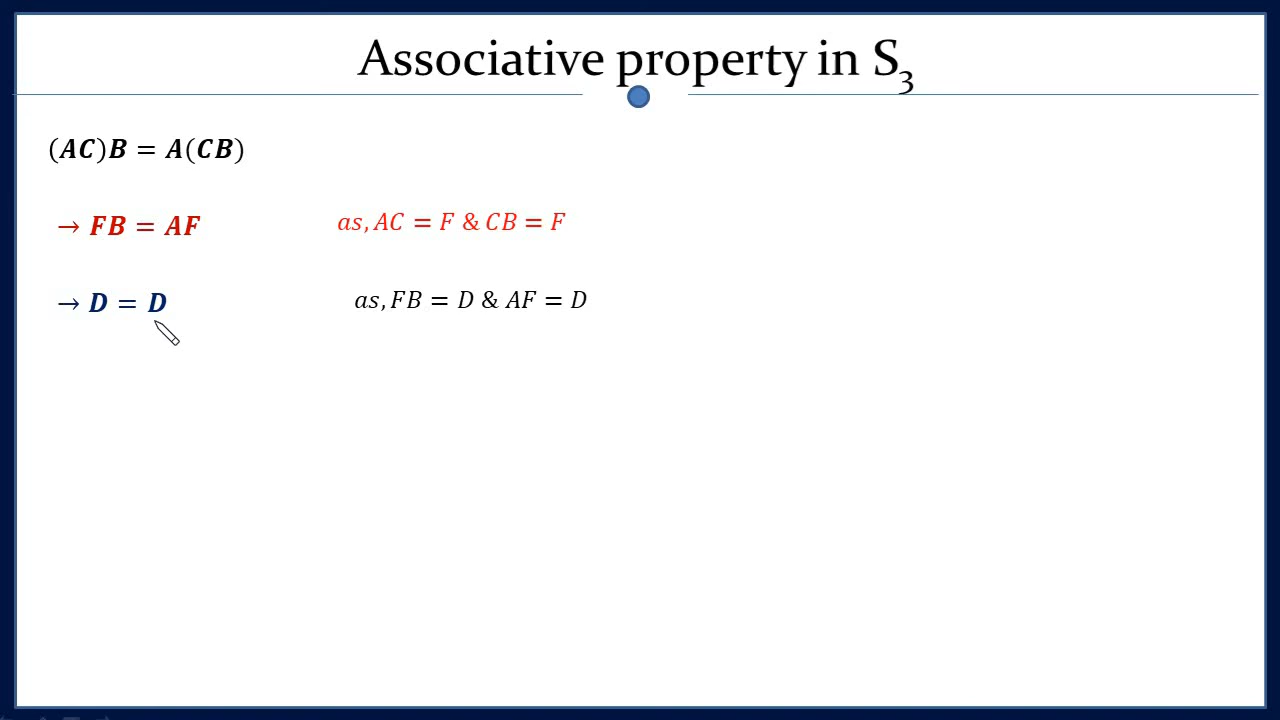 Associative property in S₃
(AC)B = A(CB)
→ FB = AF as, AC = F & CB = F
→ D = D as, FB = D & AF = D